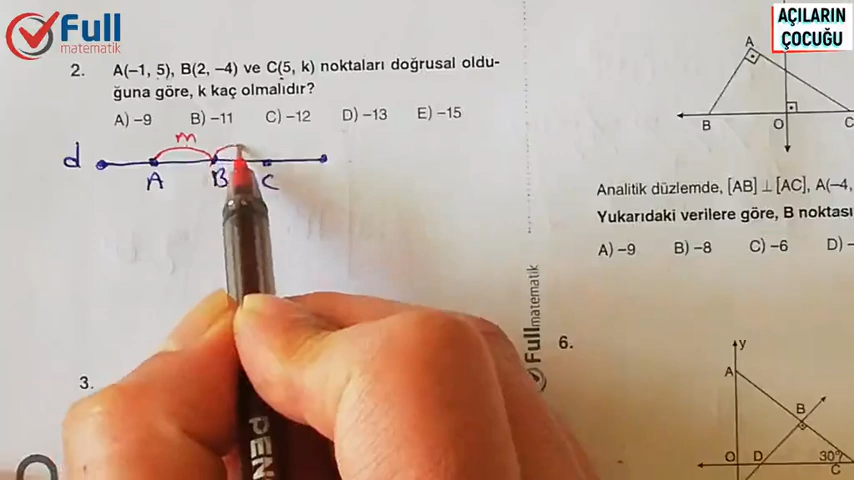 Full
matematik
AÇILARIN
ÇOCUĞU
2. A(–1, 5), B(2, –4) ve C(5, k) noktaları doğrusal oldu-
ğuna göre, k kaç olmalıdır?
A) –9 B) –11 C) –12 D) –13 E) –15
m
d
A B C
3.
PEN
A
B O C
Analitik düzlemde, [AB] ⊥ [AC], A(–4,
Yukarıdaki verilere göre, B noktası
A) –9 B) –8 C) –6 D) –
Full matematik
6.
y
A
B
O D 30° C